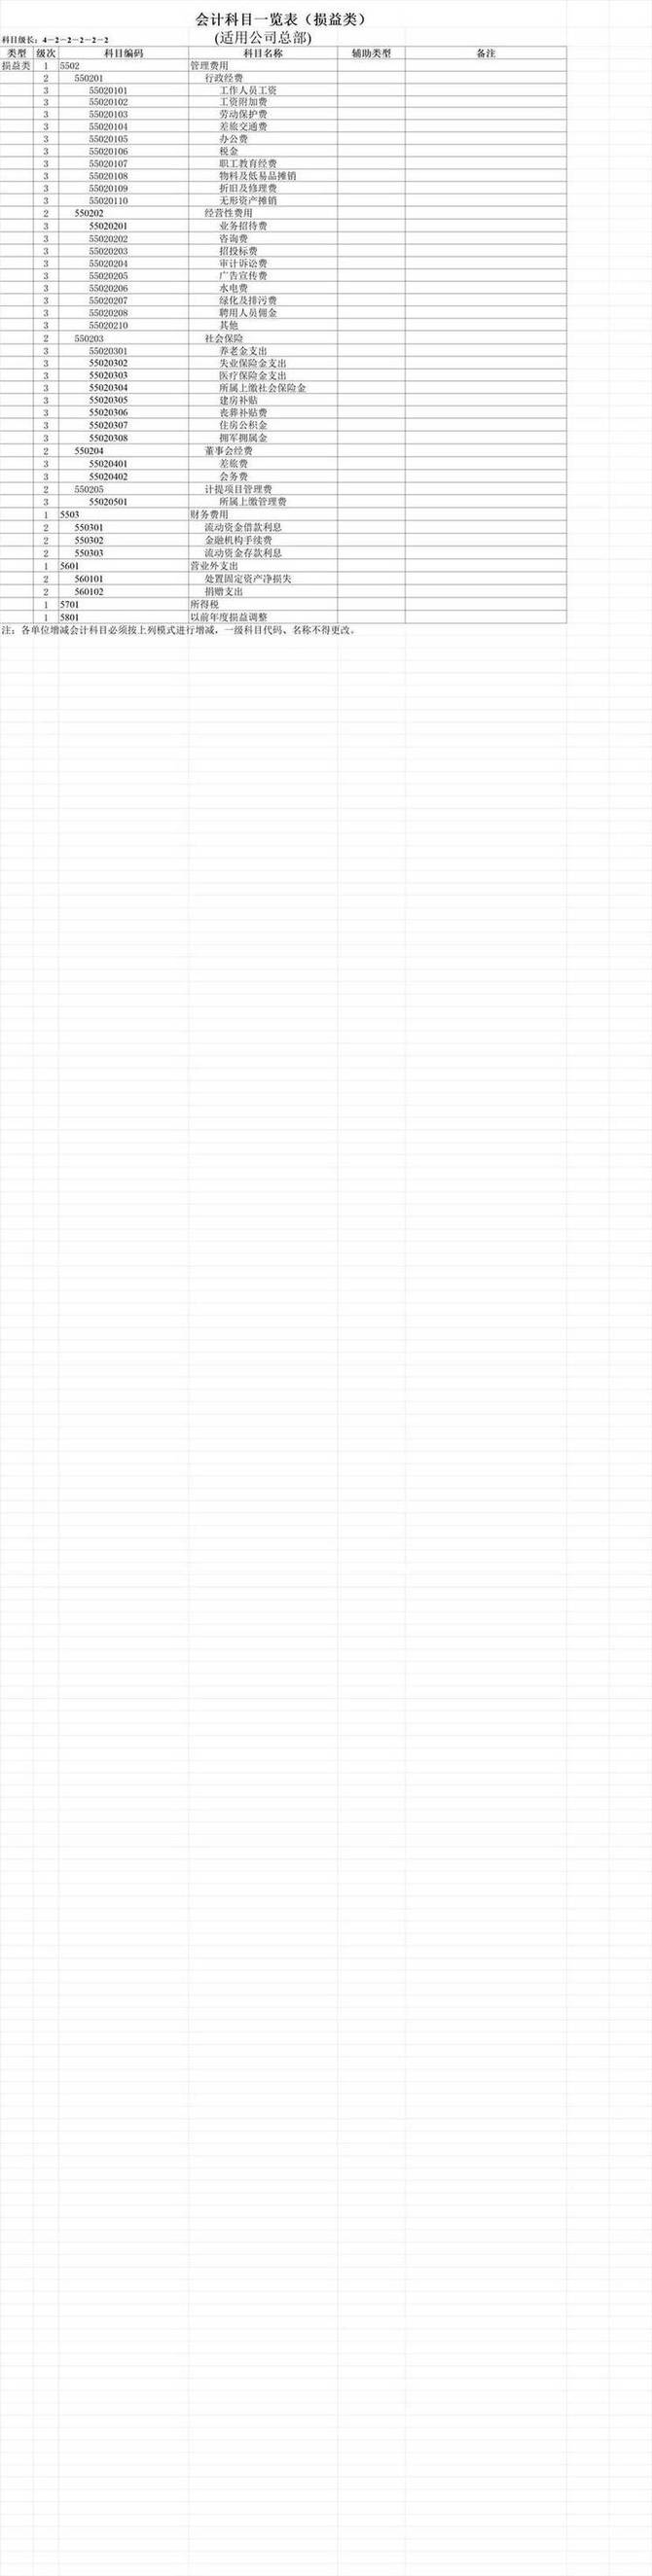 会计科目一览表（损益类）
(适用公司总部)
科目级长：4－2－2－2－2－2
类型 级次 科目编码 科目名称 辅助类型 备注
损益类 1 5502 管理费用
2 550201 行政经费
3 55020101 工作人员工资
3 55020102 工资附加费
3 55020103 劳动保护费
3 55020104 差旅交通费
3 55020105 办公费
3 55020106 税金
3 55020107 职工教育经费
3 55020108 物料及低易品摊销
3 55020109 折旧及修理费
3 55020110 无形资产摊销
2 550202 经营性费用
3 55020201 业务招待费
3 55020202 咨询费
3 55020203 招投标费
3 55020204 审计诉讼费
3 55020205 广告宣传费
3 55020206 水电费
3 55020207 绿化及排污费
3 55020208 聘用人员佣金
3 55020210 其他
2 550203 社会保险
3 55020301 养老金支出
3 55020302 失业保险金支出
3 55020303 医疗保险金支出
3 55020304 所属上缴社会保险金
3 55020305 建房补贴
3 55020306 丧葬补贴费
3 55020307 住房公积金
3 55020308 拥军拥属金
2 550204 董事会经费
3 55020401 差旅费
3 55020402 会务费
2 550205 计提项目管理费
3 55020501 所属上缴管理费
1 5503 财务费用
2 550301 流动资金借款利息
2 550302 金融机构手续费
2 550303 流动资金存款利息
1 5601 营业外支出
2 560101 处置固定资产净损失
2 560102 捐赠支出
1 5701 所得税
1 5801 以前年度损益调整
注：各单位增减会计科目必须按上列模式进行增减，一级科目代码、名称不得更改。